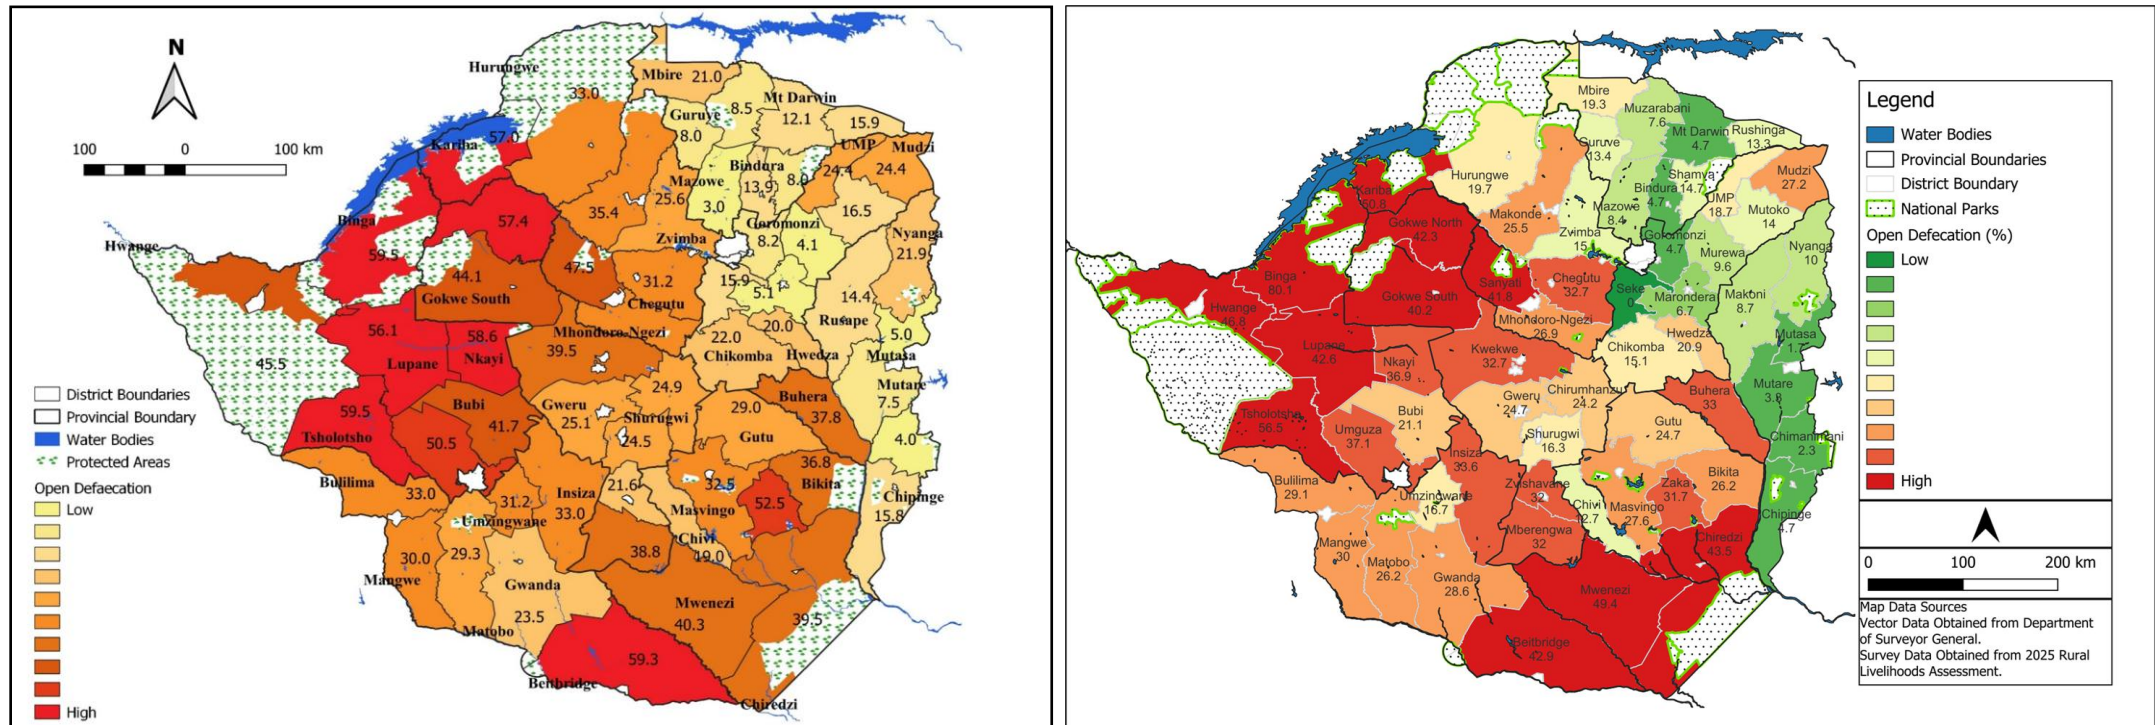 N
100 0 100 km
Hurungwe
33.0
Mbire 21.0
8.5
Mt Darwin
12.1
15.9
Guruve
8.0
57.0
Kariba
UMP
Mudzi
24.4
24.4
Bindura
8.0
13.9
Mazowe
3.0
25.6
16.5
57.4
35.4
Binga
59.5
Hwange
Goromonzi
8.2
4.1
Zvimba
Nyanga
21.9
47.5
44.1
Gokwe South
31.2
Chegutu
15.9
5.1
14.4
Rusape
56.1
Lupane
58.6
Nkayi
Mhondoro-Ngezi
39.5
22.0
20.0
Chikomba
Hwedza
5.0
Mutasa
45.5
24.9
Mutare
7.5
Buhera
37.8
59.5
Tsholotsho
Bubi
41.7
50.5
Gweru
25.1
Shurugwi
24.5
29.0
Gutu
4.0
Bulilima
33.0
31.2
Umzingwane
Insiza
33.0
21.6
32.5
Masvingo
52.5
36.8
Bikita
Chipinge
15.8
Chivi
19.0
38.8
30.0
Mangwe
29.3
Gwanda
23.5
Matobo
Mwenezi
40.3
39.5
59.3
Beitbridge
Chiredzi
District Boundaries
Provincial Boundary
Water Bodies
Protected Areas
Open Defaecation
Low
High
Mbire
19.3
Muzarabani
7.6
Mt Darwin
4.7
Rushinga
13.3
Guruve
13.4
Hurungwe
19.7
Shamva
14.7
Mudzi
27.2
Bindura
4.7
UMP
18.7
Mutoko
14
Kariba
50.8
Makonde
25.5
Mazowe
8.4
Gokwe North
42.3
Zvimba
15
Goromonzi
4.7
Murewa
9.6
Nyanga
10
Binga
80.1
Sanyati
41.8
Chegutu
32.7
Seke
0
Marondera
6.7
Makoni
8.7
Hwange
46.8
Gokwe South
40.2
Mhondoro-Ngezi
26.9
Hwedza
20.9
Mutasa
1.7
Lupane
42.6
Nkayi
36.9
Kwekwe
32.7
Chikomba
15.1
Chirumhanzu
24.2
Buhera
33
Mutare
3.8
Tsholotsho
56.5
Umguza
37.1
Bubi
21.1
Gweru
24.7
Shurugwi
16.3
Gutu
24.7
Chimanimani
2.3
Insiza
33.6
Bulilima
29.1
Umzingwane
16.7
Zvishavane
32
Chivi
12.7
Masvingo
27.6
Zaka
31.7
Bikita
26.2
Chipinge
4.7
Mangwe
30
Matobo
26.2
Gwanda
28.6
Mberengwa
32
Chiredzi
43.5
Mwenezi
49.4
Beitbridge
42.9
Legend
Water Bodies
Provincial Boundaries
District Boundary
National Parks
Open Defecation (%)
Low
High
0 100 200 km
Map Data Sources
Vector Data Obtained from Department
of Surveyor General.
Survey Data Obtained from 2025 Rural
Livelihoods Assessment.